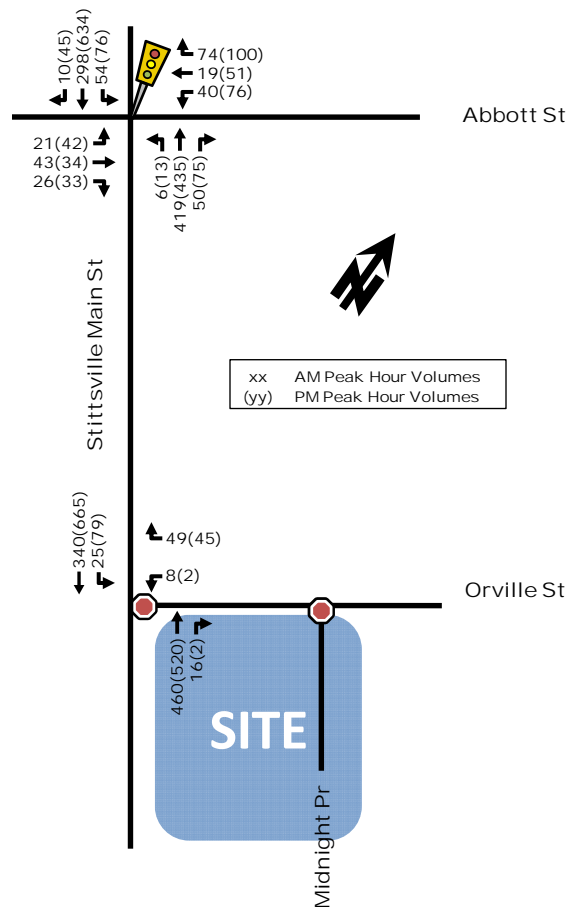 10(45)
298(634)
54(76)
74(100)
19(51)
40(76)
Abbott St
21(42)
43(34)
26(33)
6(13)
419(435)
50(75)
N
Stittsville Main St
xx AM Peak Hour Volumes
(yy) PM Peak Hour Volumes
340(665)
25(79)
49(45)
8(2)
Orville St
460(520)
16(2)
SITE
Midnight Pr